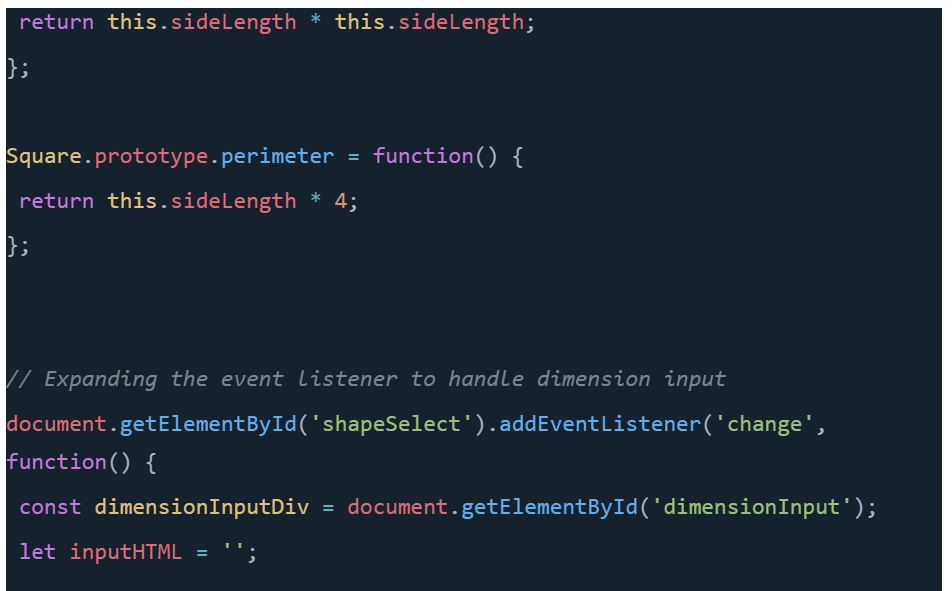 return this.sideLength * this.sideLength;
};
Square.prototype.perimeter = function() {
return this.sideLength * 4;
};
// Expanding the event listener to handle dimension input
document.getElementById('shapeSelect').addEventListener('change',
function() {
const dimensionInputDiv = document.getElementById('dimensionInput');
let inputHTML = '';